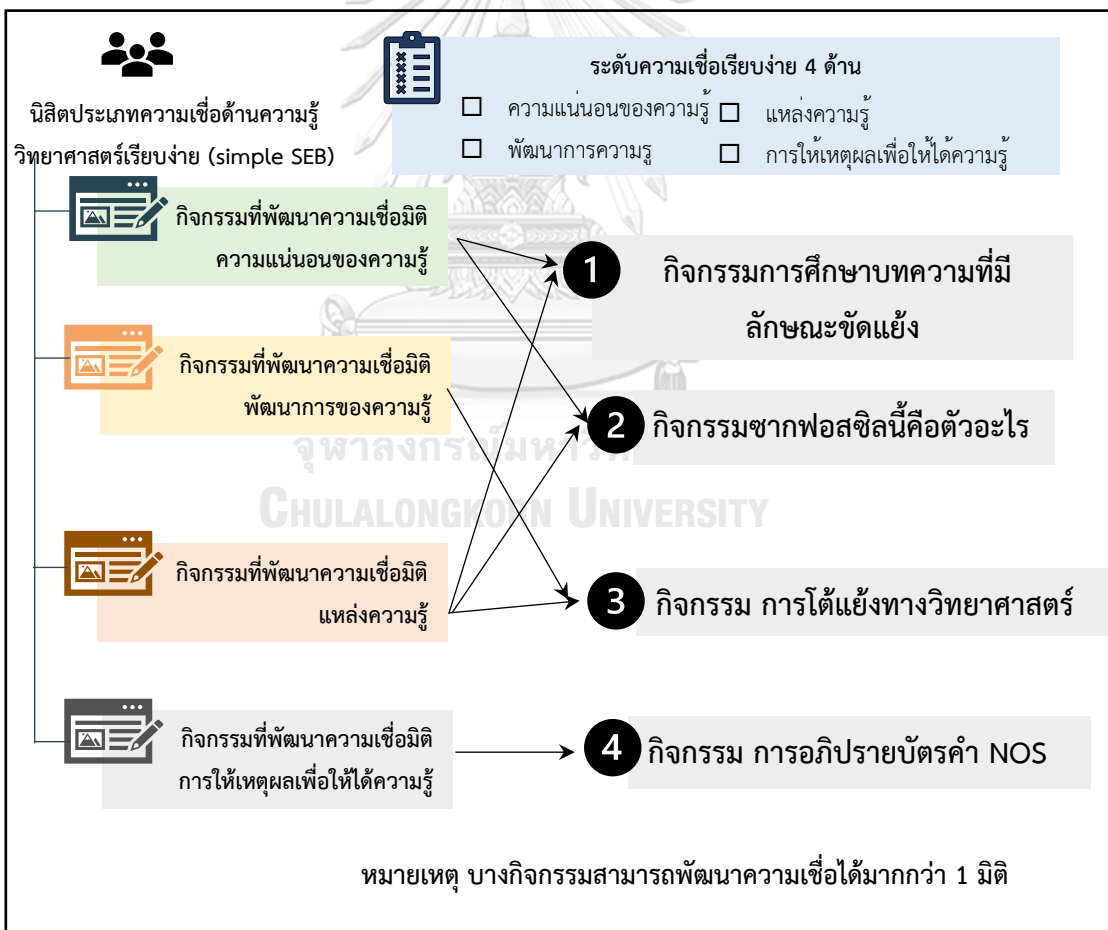 ระดับความเชื่อเรียบง่าย 4 ด้าน
ความแน่นอนของความรู้
แหล่งความรู้
พัฒนาการความรู
การให้เหตุผลเพื่อให้ได้ความรู้
นิสิตประเภทความเชื่อด้านความรู้
วิทยาศาสตร์เรียบง่าย (simple SEB)
กิจกรรมที่พัฒนาความเชื่อมิติ
ความแน่นอนของความรู้
1 กิจกรรมการศึกษาบทความที่มี
ลักษณะขัดแย้ง
กิจกรรมที่พัฒนาความเชื่อมิติ
พัฒนาการของความรู้
2 กิจกรรมซากฟอสซิลนี้คือตัวอะไร
CHULALONGKORN UNIVERSITY
กิจกรรมที่พัฒนาความเชื่อมิติ
แหล่งความรู้
3 กิจกรรม การโต้แย้งทางวิทยาศาสตร์
กิจกรรมที่พัฒนาความเชื่อมิติ
การให้เหตุผลเพื่อให้ได้ความรู้
4 กิจกรรม การอภิปรายบัตรคำ NOS
หมายเหตุ บางกิจกรรมสามารถพัฒนาความเชื่อได้มากกว่า 1 มิติ